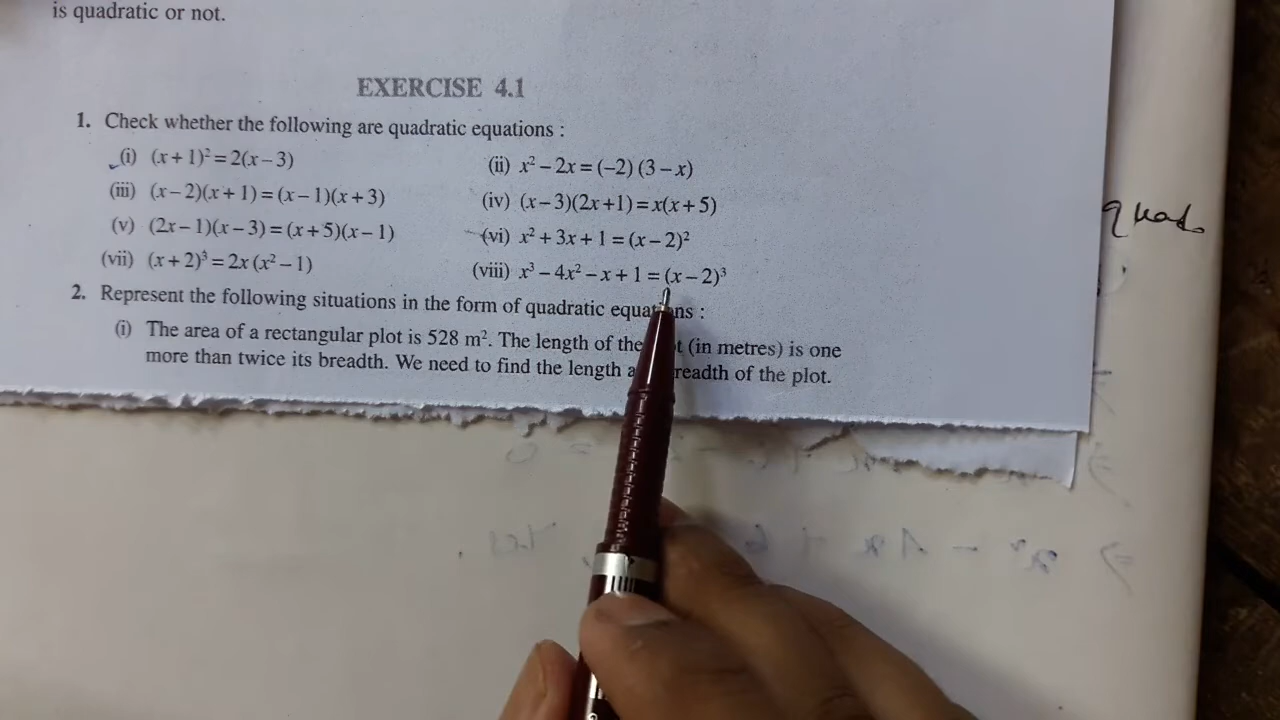 is quadratic or not.
EXERCISE 4.1
1. Check whether the following are quadratic equations :
(i) (x + 1)² = 2(x – 3) (ii) x² – 2x = (–2) (3 – x)
(iii) (x – 2)(x + 1) = (x – 1)(x + 3) (iv) (x – 3)(2x +1) = x(x + 5)
(v) (2x – 1)(x – 3) = (x + 5)(x – 1) (vi) x² + 3x + 1 = (x – 2)²
(vii) (x + 2)³ = 2x (x² – 1) (viii) x³ – 4x² – x + 1 = (x – 2)³
2. Represent the following situations in the form of quadratic equations :
(i) The area of a rectangular plot is 528 m². The length of the plot (in metres) is one
more than twice its breadth. We need to find the length and breadth of the plot.
quad